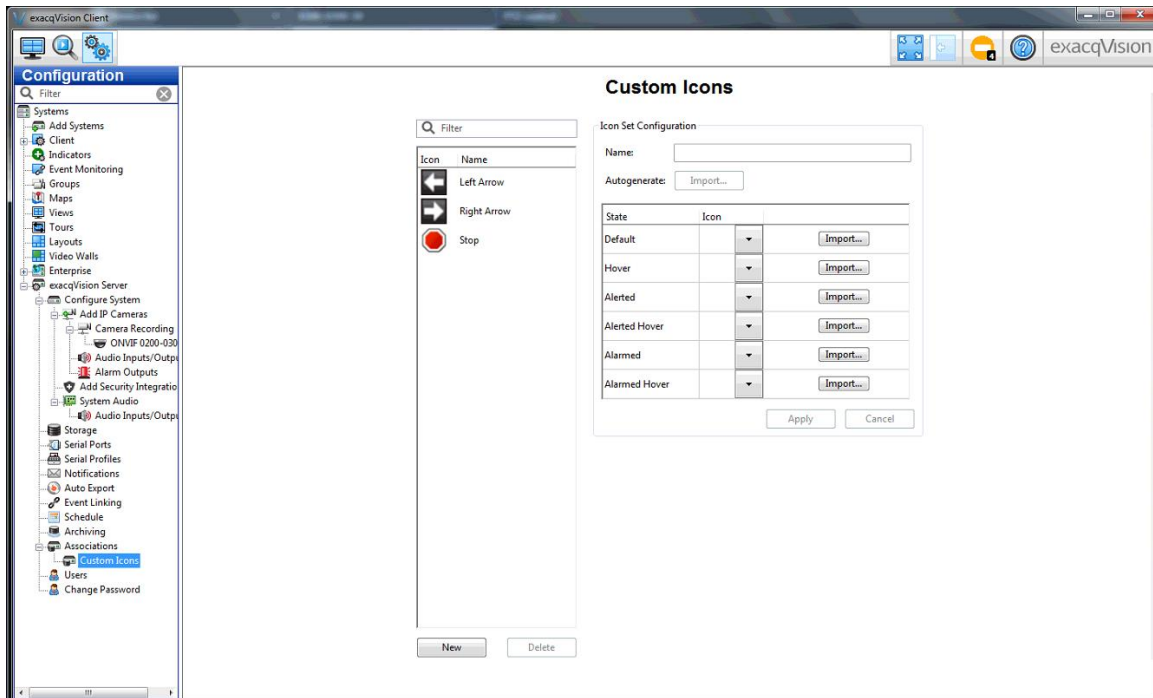 exacqVision Client
4
exacqVision
Configuration
Filter
Systems
Add Systems
Client
Indicators
Event Monitoring
Groups
Maps
Views
Tours
Layouts
Video Walls
Enterprise
exacqVision Server
Configure System
Add IP Cameras
Camera Recording
ONVIF 0200-030
Audio Inputs/Outpu
Alarm Outputs
Add Security Integratio
System Audio
Audio Inputs/Outpu
Storage
Serial Ports
Serial Profiles
Notifications
Auto Export
Event Linking
Schedule
Archiving
Associations
Custom Icons
Users
Change Password
Custom Icons
Filter
Icon Name
Left Arrow
Right Arrow
Stop
New Delete
Icon Set Configuration
Name:
Autogenerate: Import...
State Icon
Default Import...
Hover Import...
Alerted Import...
Alerted Hover Import...
Alarmed Import...
Alarmed Hover Import...
Apply Cancel